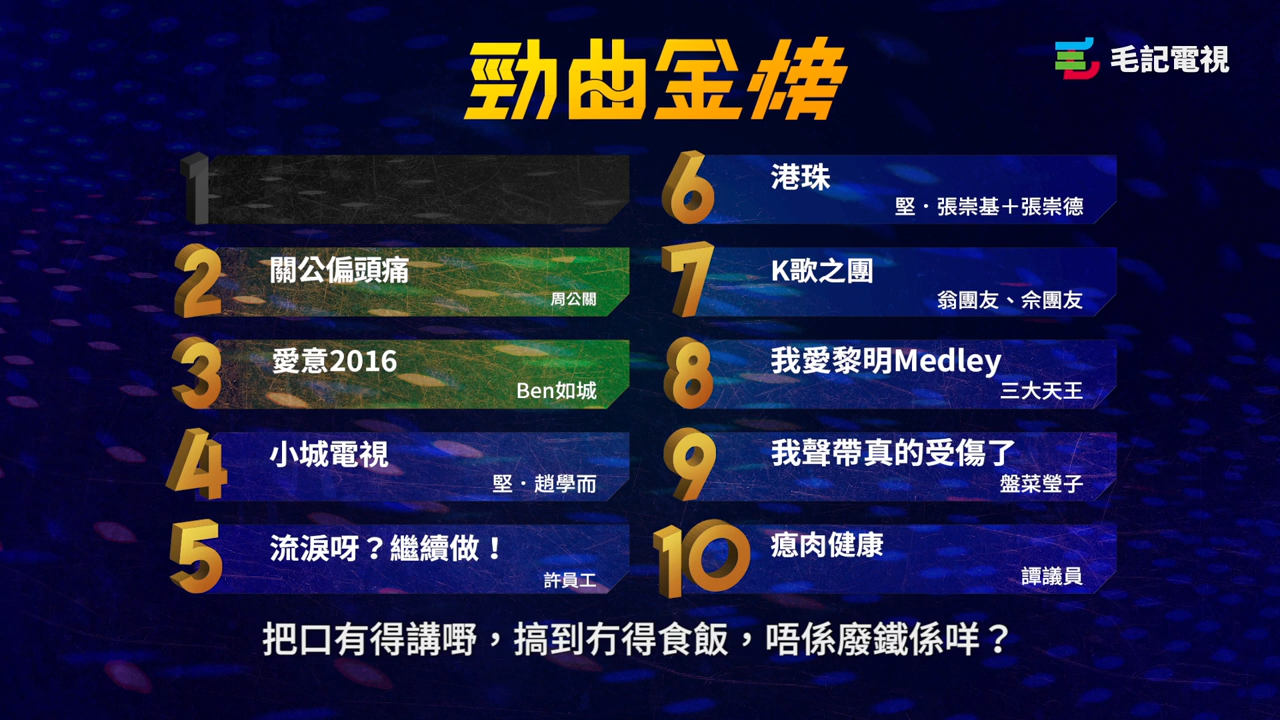 勁曲金榜
毛記電視
1
2
關公偏頭痛
周公關
3
愛意2016
Ben如城
4
小城電視
堅．趙學而
5
流淚呀？繼續做！
許員工
6
港珠
堅．張崇基＋張崇德
7
K歌之團
翁團友、佘團友
8
我愛黎明Medley
三大天王
9
我聲帶真的受傷了
盤菜瑩子
10
瘜肉健康
譚議員
把口有得講嘢，搞到冇得食飯，唔係廢鐵係咩？